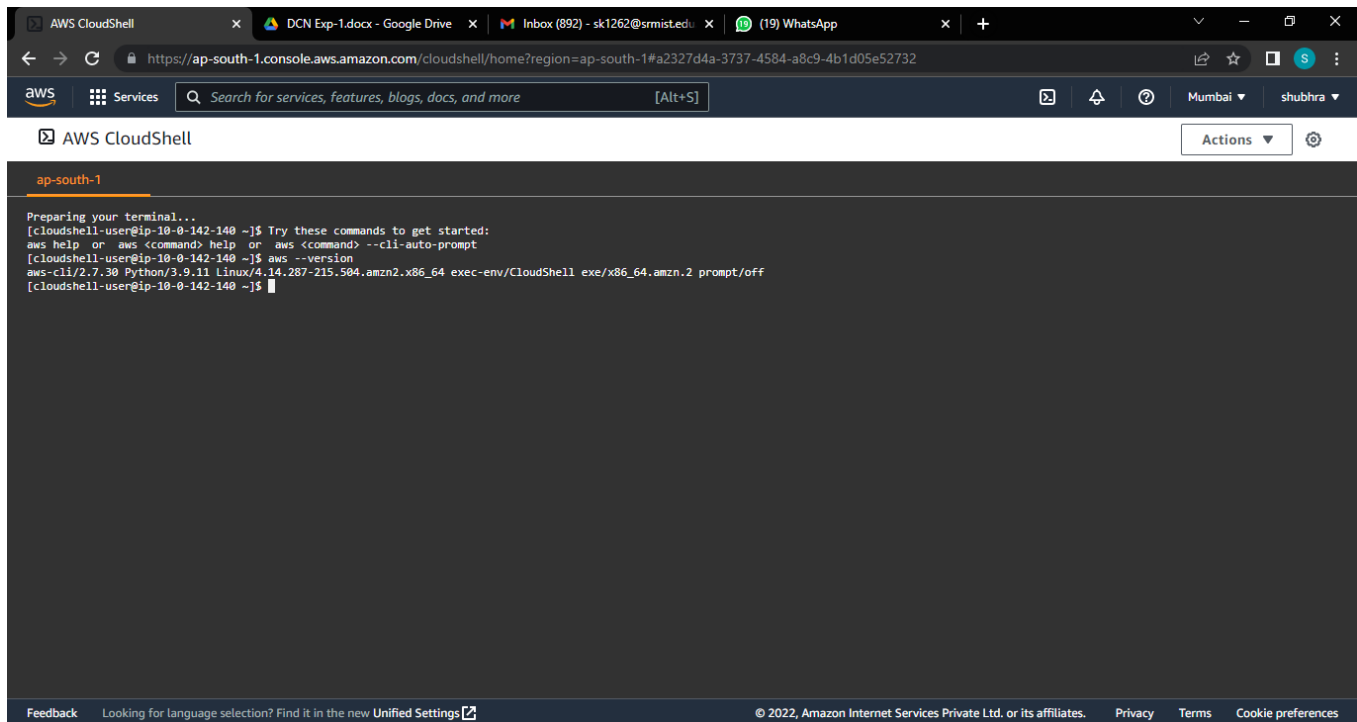 AWS CloudShell
DCN Exp-1.docx - Google Drive
Inbox (892) - sk1262@srmist.edu
19
(19) WhatsApp
https://ap-south-1.console.aws.amazon.com/cloudshell/home?region=ap-south-1#a2327d4a-3737-4584-a8c9-4b1d05e52732
S
aws
Services
Search for services, features, blogs, docs, and more
[Alt+S]
Mumbai
shubhra
AWS CloudShell
Actions
ap-south-1
Preparing your terminal...
[cloudshell-user@ip-10-0-142-140 ~]$ Try these commands to get started:
aws help or aws <command> help or aws <command> --cli-auto-prompt
[cloudshell-user@ip-10-0-142-140 ~]$ aws --version
aws-cli/2.7.30 Python/3.9.11 Linux/4.14.287-215.504.amzn2.x86_64 exec-env/CloudShell exe/x86_64.amzn.2 prompt/off
[cloudshell-user@ip-10-0-142-140 ~]$
Feedback
Looking for language selection? Find it in the new Unified Settings
© 2022, Amazon Internet Services Private Ltd. or its affiliates.
Privacy
Terms
Cookie preferences